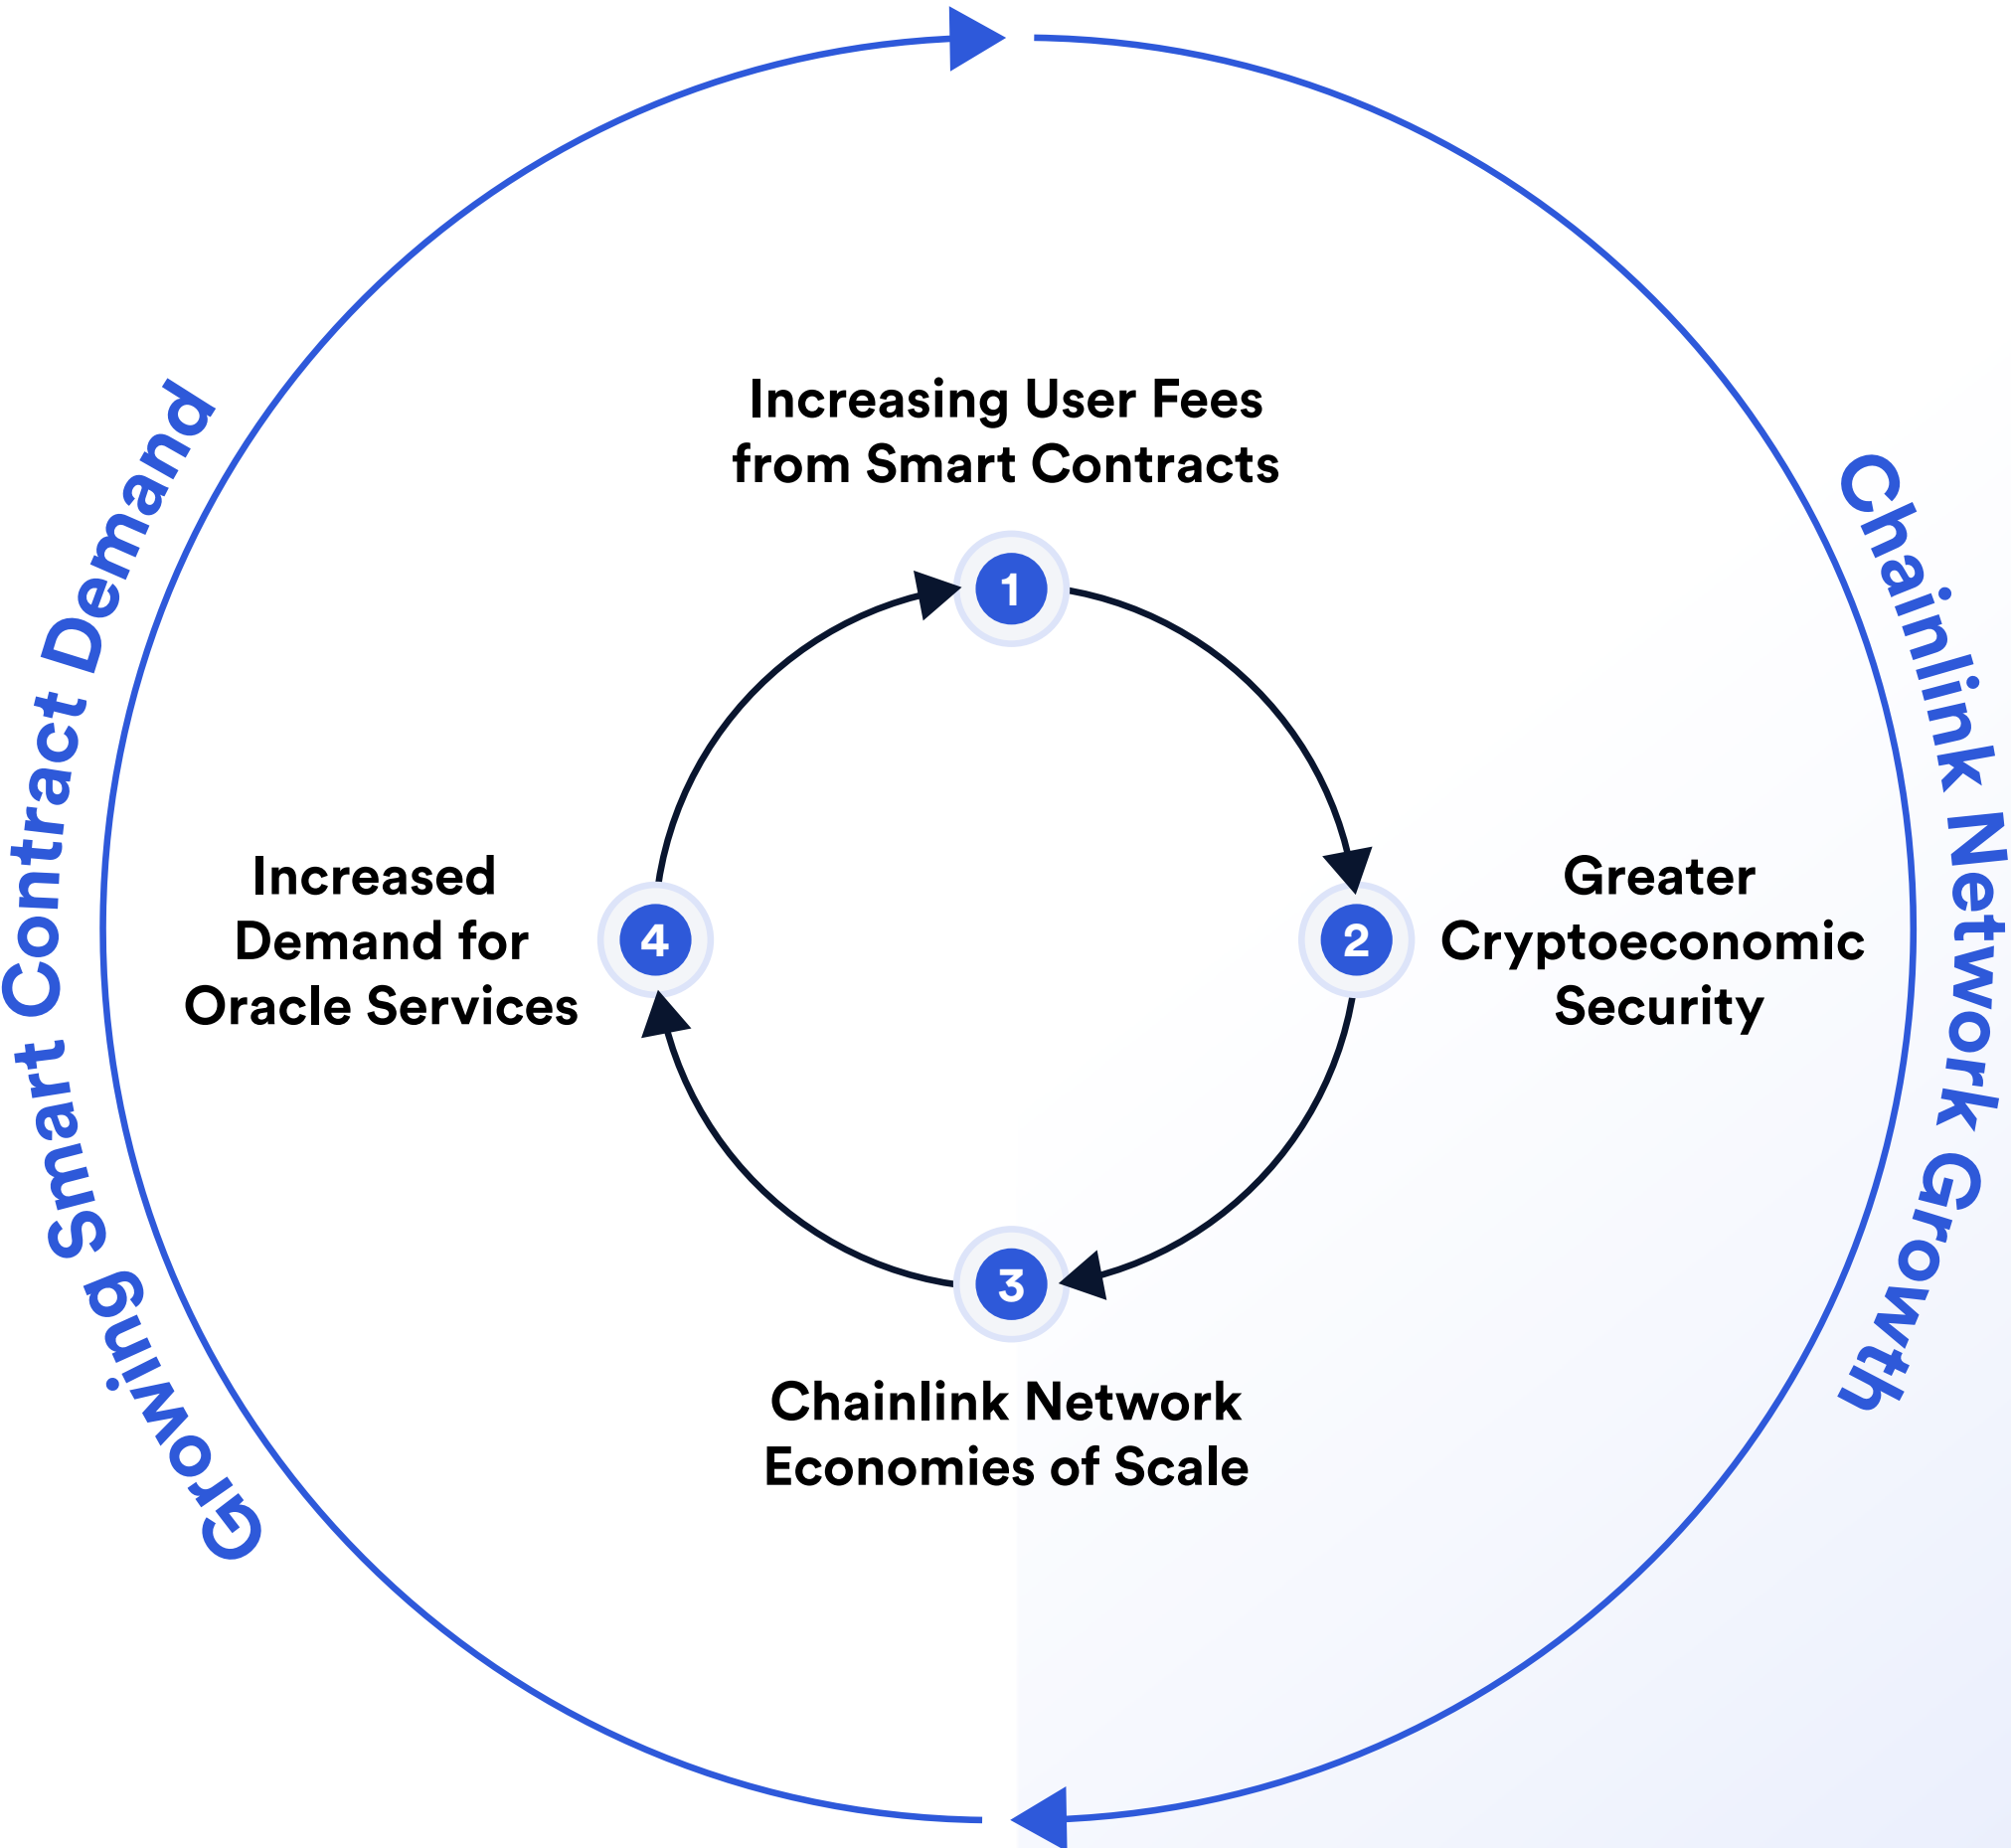 Increasing User Fees
from Smart Contracts
1
Growing Smart Contract Demand
Chainlink Network Growth
Increased
Demand for
Oracle Services
4
2
Greater
Cryptoeconomic
Security
3
Chainlink Network
Economies of Scale